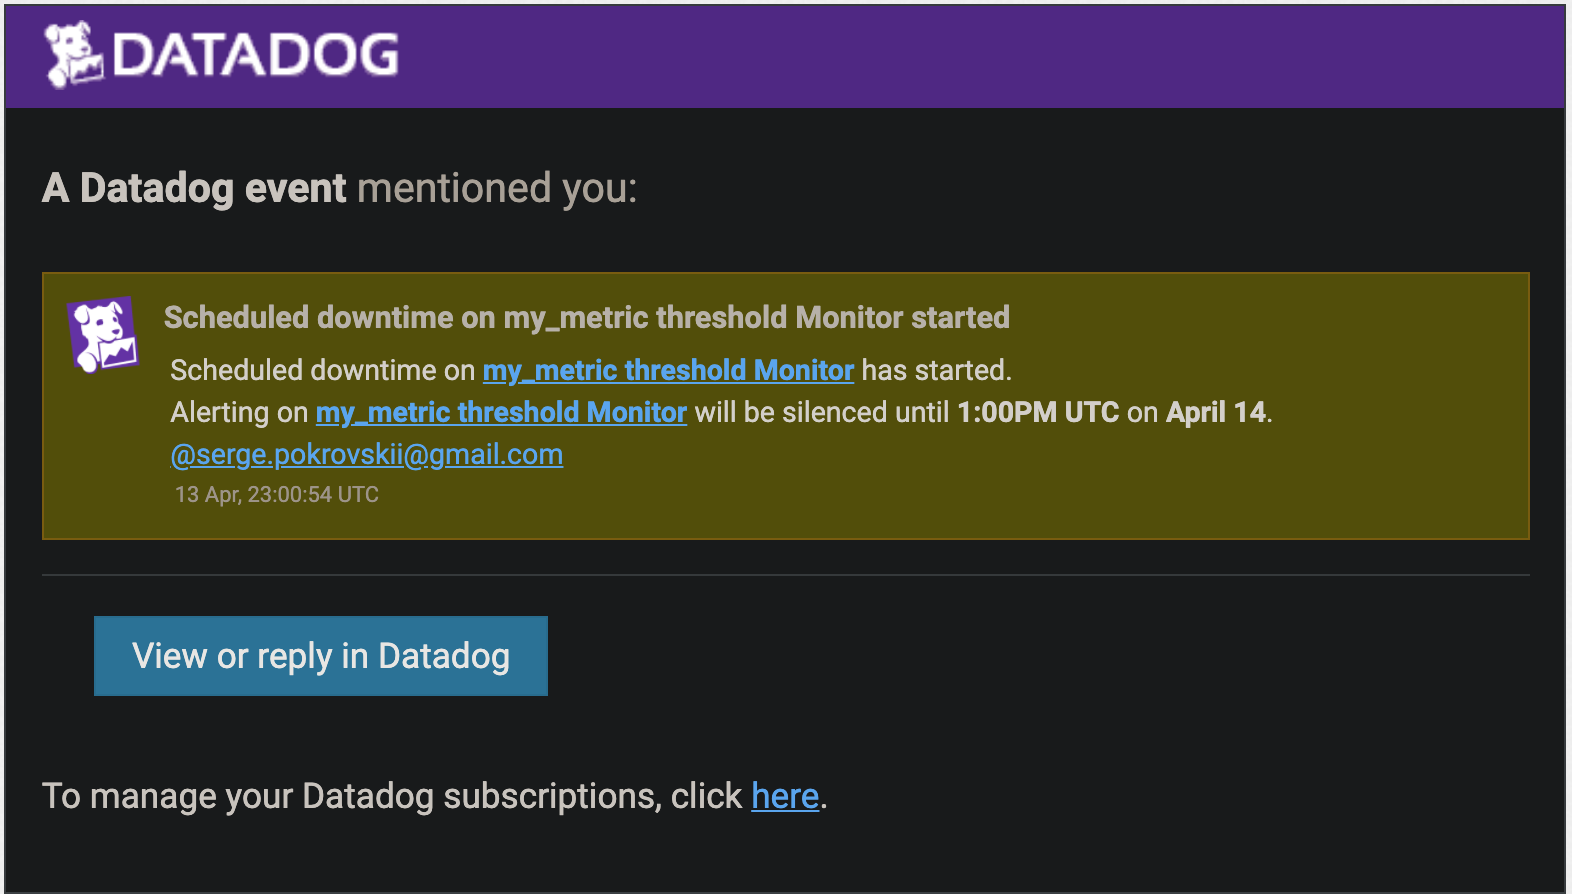 DATADOG
A Datadog event mentioned you:
Scheduled downtime on my_metric threshold Monitor started
Scheduled downtime on my_metric threshold Monitor has started.
Alerting on my_metric threshold Monitor will be silenced until 1:00PM UTC on April 14.
@serge.pokrovskii@gmail.com
13 Apr, 23:00:54 UTC
View or reply in Datadog
To manage your Datadog subscriptions, click here.